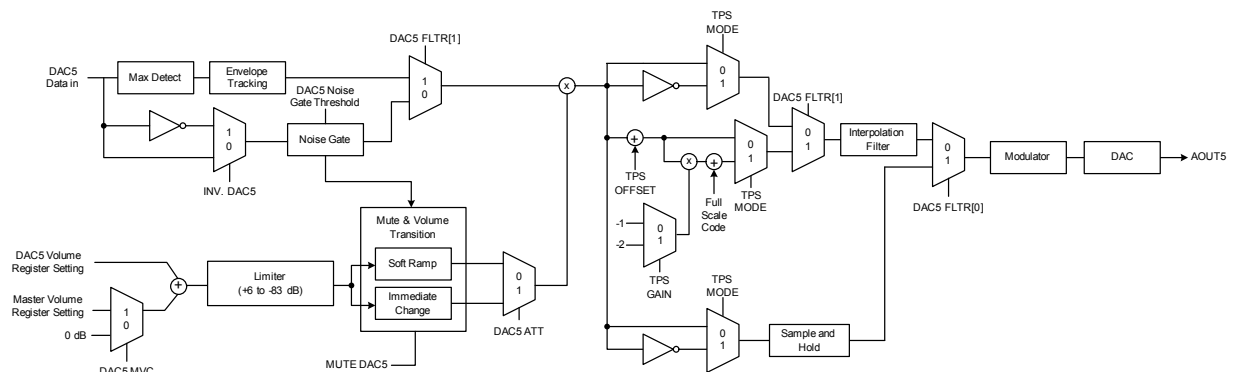 TPS
MODE
DAC5 FLTR[1]
DAC5
Data in
Max Detect
Envelope
Tracking
1
0
0
1
DAC5 Noise
Gate Threshold
x
DAC5 FLTR[1]
1
0
Noise Gate
INV. DAC5
0
1
Interpolation
Filter
0
1
Modulator
DAC
AOUT5
+
0
1
x
+
TPS
OFFSET
Full
Scale
Code
TPS
MODE
DAC5 FLTR[0]
Mute & Volume
Transition
-1
-2
0
1
TPS
GAIN
DAC5 Volume
Register Setting
+
Limiter
(+6 to -83 dB)
Soft Ramp
Immediate
Change
0
1
DAC5 ATT
Master Volume
Register Setting
0 dB
1
0
DAC5 MVC
MUTE DAC5
TPS
MODE
0
1
Sample and
Hold